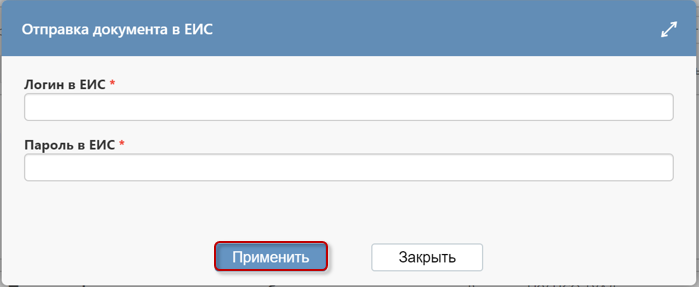 Отправка документа в ЕИС
Логин в ЕИС *
Пароль в ЕИС *
Применить
Закрыть